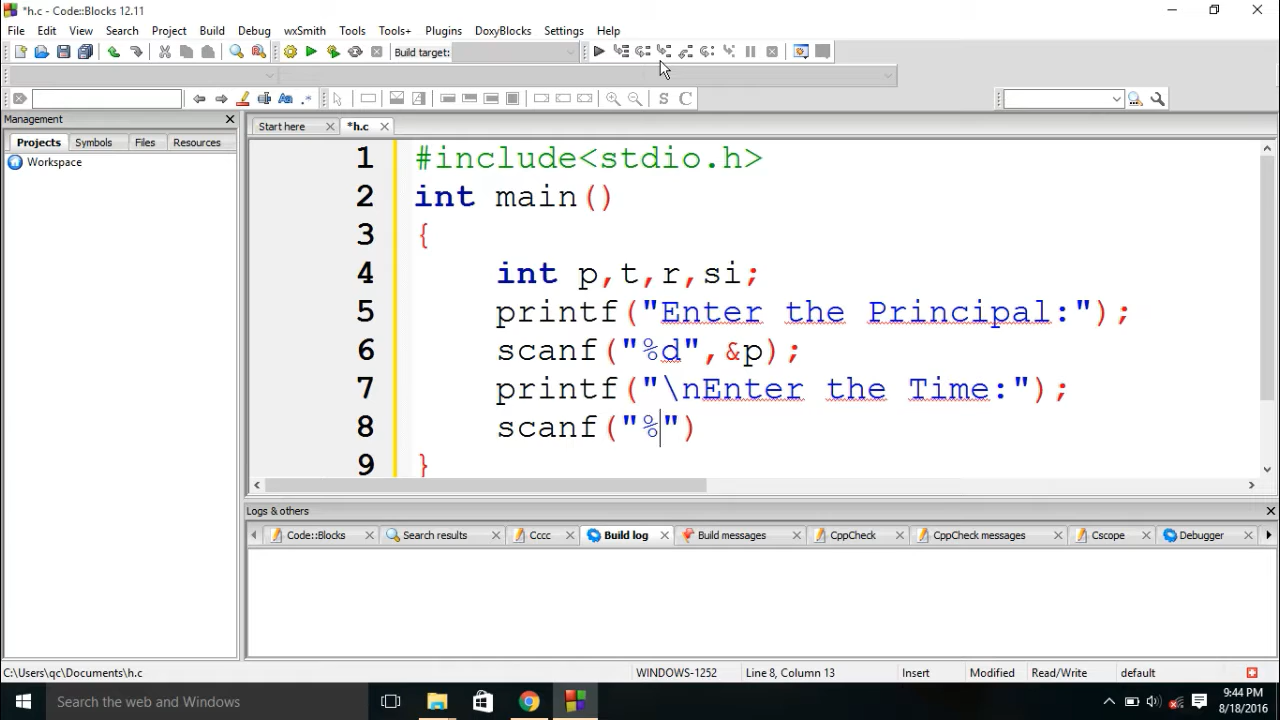 *h.c - Code::Blocks 12.11
File Edit View Search Project Build Debug wxSmith Tools Tools+ Plugins DoxyBlocks Settings Help
Build target:
S C
Management
Projects Symbols Files Resources
Workspace
Start here *h.c
1 #include<stdio.h>
2 int main()
3 {
4 int p,t,r,si;
5 printf("Enter the Principal:");
6 scanf("%d",&p);
7 printf("\nEnter the Time:");
8 scanf("%")
9 }
Logs & others
Code::Blocks Search results Cccc Build log Build messages CppCheck CppCheck messages Cscope Debugger
C:\Users\qc\Documents\h.c WINDOWS-1252 Line 8, Column 13 Insert Modified Read/Write default
Search the web and Windows
9:44 PM
8/18/2016